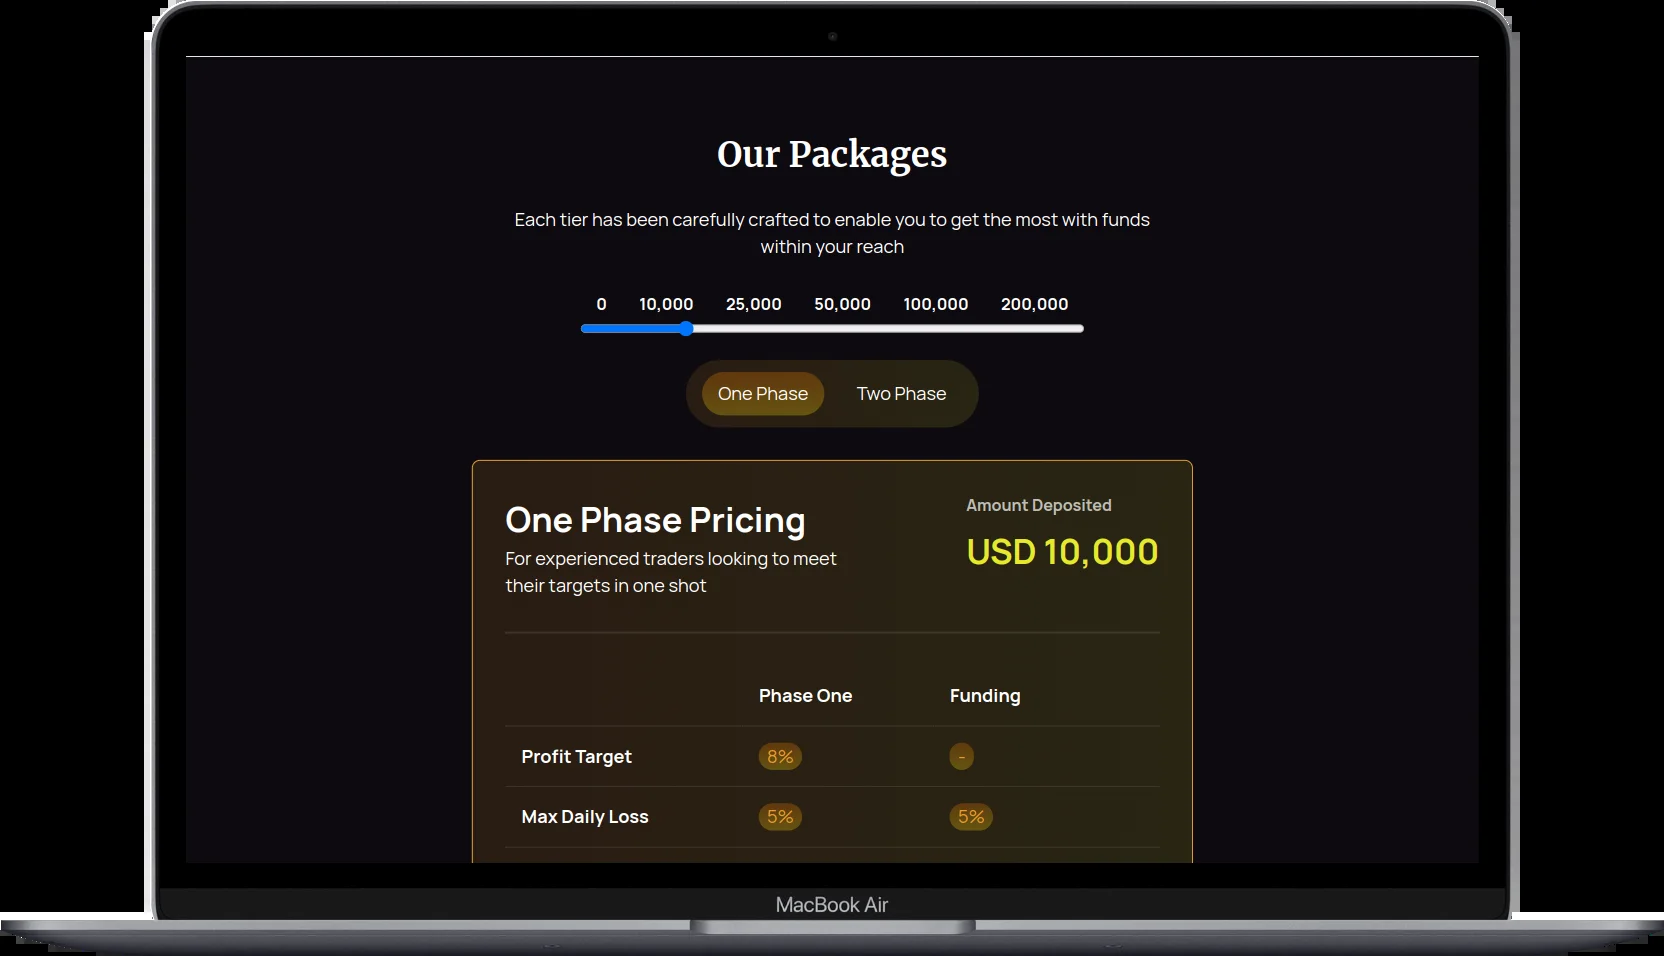 Our Packages
Each tier has been carefully crafted to enable you to get the most with funds
within your reach
0 10,000 25,000 50,000 100,000 200,000
One Phase Two Phase
One Phase Pricing
For experienced traders looking to meet
their targets in one shot
Amount Deposited
USD 10,000
Phase One Funding
Profit Target 8% -
Max Daily Loss 5% 5%
MacBook Air